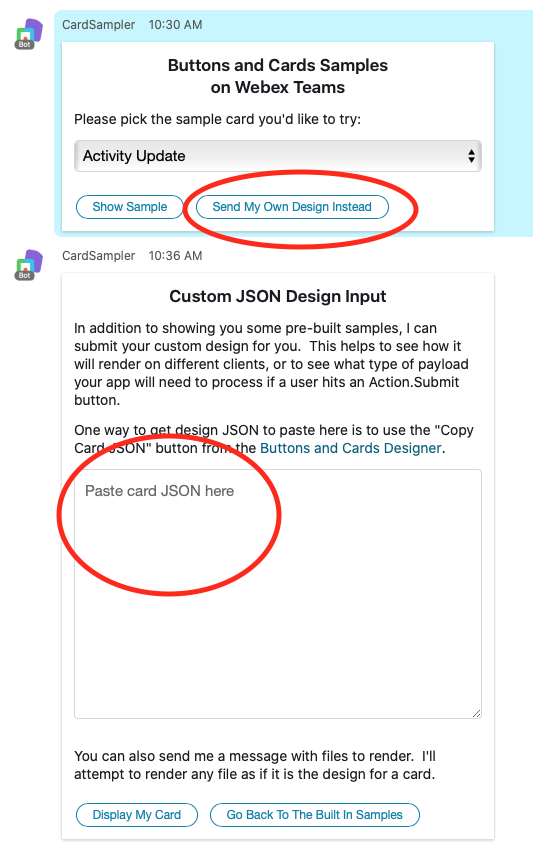 CardSampler 10:30 AM
Bot
Buttons and Cards Samples
on Webex Teams
Please pick the sample card you'd like to try:
Activity Update
Show Sample Send My Own Design Instead
CardSampler 10:36 AM
Bot
Custom JSON Design Input
In addition to showing you some pre-built samples, I can
submit your custom design for you. This helps to see how it
will render on different clients, or to see what type of payload
your app will need to process if a user hits an Action.Submit
button.
One way to get design JSON to paste here is to use the "Copy
Card JSON" button from the Buttons and Cards Designer.
Paste card JSON here
You can also send me a message with files to render. I'll
attempt to render any file as if it is the design for a card.
Display My Card Go Back To The Built In Samples